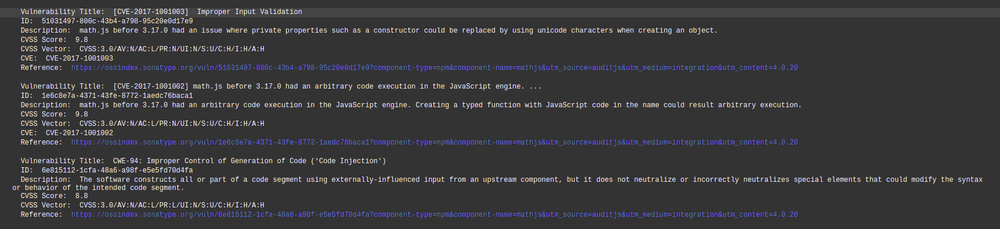 Vulnerability Title:  [CVE-2017-1001003]  Improper Input Validation
ID:  51031497-800c-43b4-a798-95c20e0d17e9
Description:  math.js before 3.17.0 had an issue where private properties such as a constructor could be replaced by using unicode characters when creating an object.
CVSS Score:  9.8
CVSS Vector:  CVSS:3.0/AV:N/AC:L/PR:N/UI:N/S:U/C:H/I:H/A:H
CVE:  CVE-2017-1001003
Reference:  https://ossindex.sonatype.org/vuln/51031497-800c-43b4-a798-95c20e0d17e9?component-type=npm&component-name=mathjs&utm_source=auditjs&utm_medium=integration&utm_content=4.0.20
Vulnerability Title:  [CVE-2017-1001002] math.js before 3.17.0 had an arbitrary code execution in the JavaScript engine. ...
ID:  1e6c8e7a-4371-43fe-8772-1aedc76baca1
Description:  math.js before 3.17.0 had an arbitrary code execution in the JavaScript engine. Creating a typed function with JavaScript code in the name could result arbitrary execution.
CVSS Score:  9.8
CVSS Vector:  CVSS:3.0/AV:N/AC:L/PR:N/UI:N/S:U/C:H/I:H/A:H
CVE:  CVE-2017-1001002
Reference:  https://ossindex.sonatype.org/vuln/1e6c8e7a-4371-43fe-8772-1aedc76baca1?component-type=npm&component-name=mathjs&utm_source=auditjs&utm_medium=integration&utm_content=4.0.20
Vulnerability Title:  CWE-94: Improper Control of Generation of Code ('Code Injection')
ID:  6e815112-1cfa-48a6-a98f-e5e5fd70d4fa
Description:  The software constructs all or part of a code segment using externally-influenced input from an upstream component, but it does not neutralize or incorrectly neutralizes special elements that could modify the syntax
or behavior of the intended code segment.
CVSS Score:  8.8
CVSS Vector:  CVSS:3.0/AV:N/AC:L/PR:L/UI:N/S:U/C:H/I:H/A:H
Reference:  https://ossindex.sonatype.org/vuln/6e815112-1cfa-48a6-a98f-e5e5fd70d4fa?component-type=npm&component-name=mathjs&utm_source=auditjs&utm_medium=integration&utm_content=4.0.20